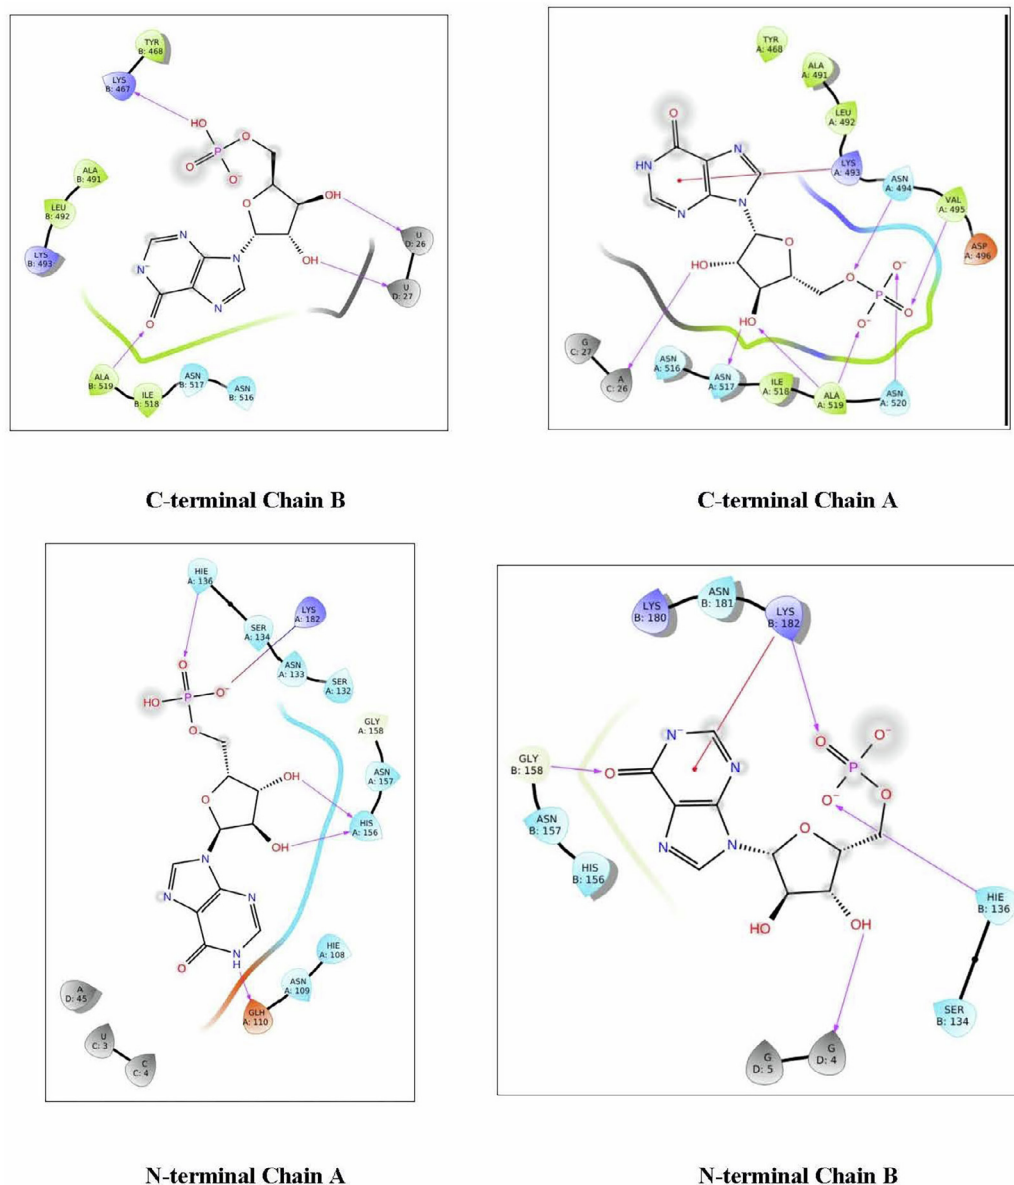 TYR
B: 468
LYS
B: 467
HO
O
P
O
O⁻
O
OH
OH
N
N⁻
N
N
O
ALA
B: 491
LEU
B: 492
LYS
B: 493
U
D: 26
U
D: 27
ALA
B: 519
ILE
B: 518
ASN
B: 517
ASN
B: 516
TYR
A: 468
ALA
A: 491
LEU
A: 492
LYS
A: 493
ASN
A: 494
VAL
A: 495
ASP
A: 496
O
HN
N
N
N
O
HO
HO
O
P
O⁻
O
O⁻
G
C: 27
A
C: 26
ASN
A: 516
ASN
A: 517
ILE
A: 518
ALA
A: 519
ASN
A: 520
C-terminal Chain B
C-terminal Chain A
HIE
A: 136
SER
A: 134
LYS
A: 182
ASN
A: 133
SER
A: 132
O
HO
P
O⁻
O
GLY
A: 158
ASN
A: 157
HIS
A: 156
OH
O
OH
N
N
N
O
N
H
HIE
A: 108
ASN
A: 109
GLH
A: 110
A
D: 45
U
C: 3
C
C: 4
LYS
B: 180
ASN
B: 181
LYS
B: 182
GLY
B: 158
ASN
B: 157
HIS
B: 156
N⁻
O
N
N
N
O
O⁻
P
O⁻
O
O
HO
OH
HIE
B: 136
SER
B: 134
G
D: 5
G
D: 4
N-terminal Chain A
N-terminal Chain B